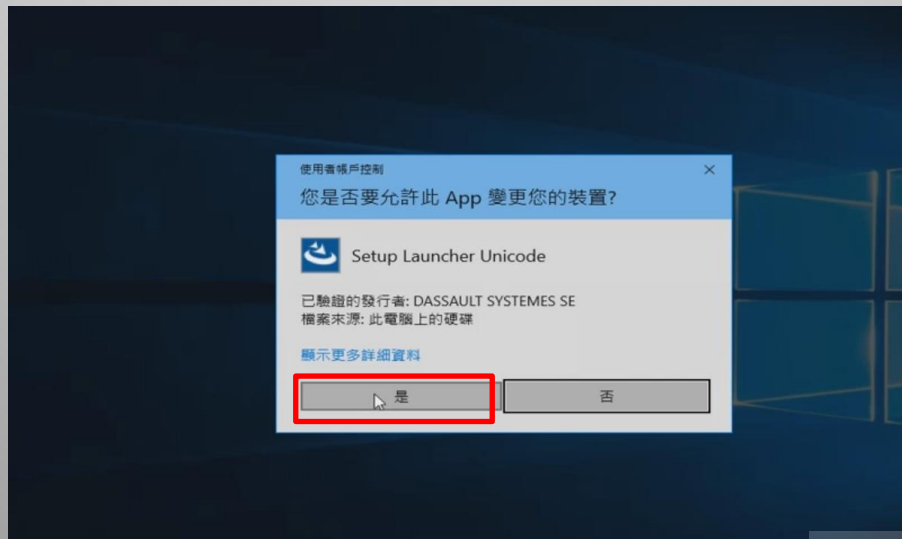 使用者帳戶控制
您是否要允許此 App 變更您的裝置?
Setup Launcher Unicode
已驗證的發行者: DASSAULT SYSTEMES SE
檔案來源: 此電腦上的硬碟
顯示更多詳細資料
是
否